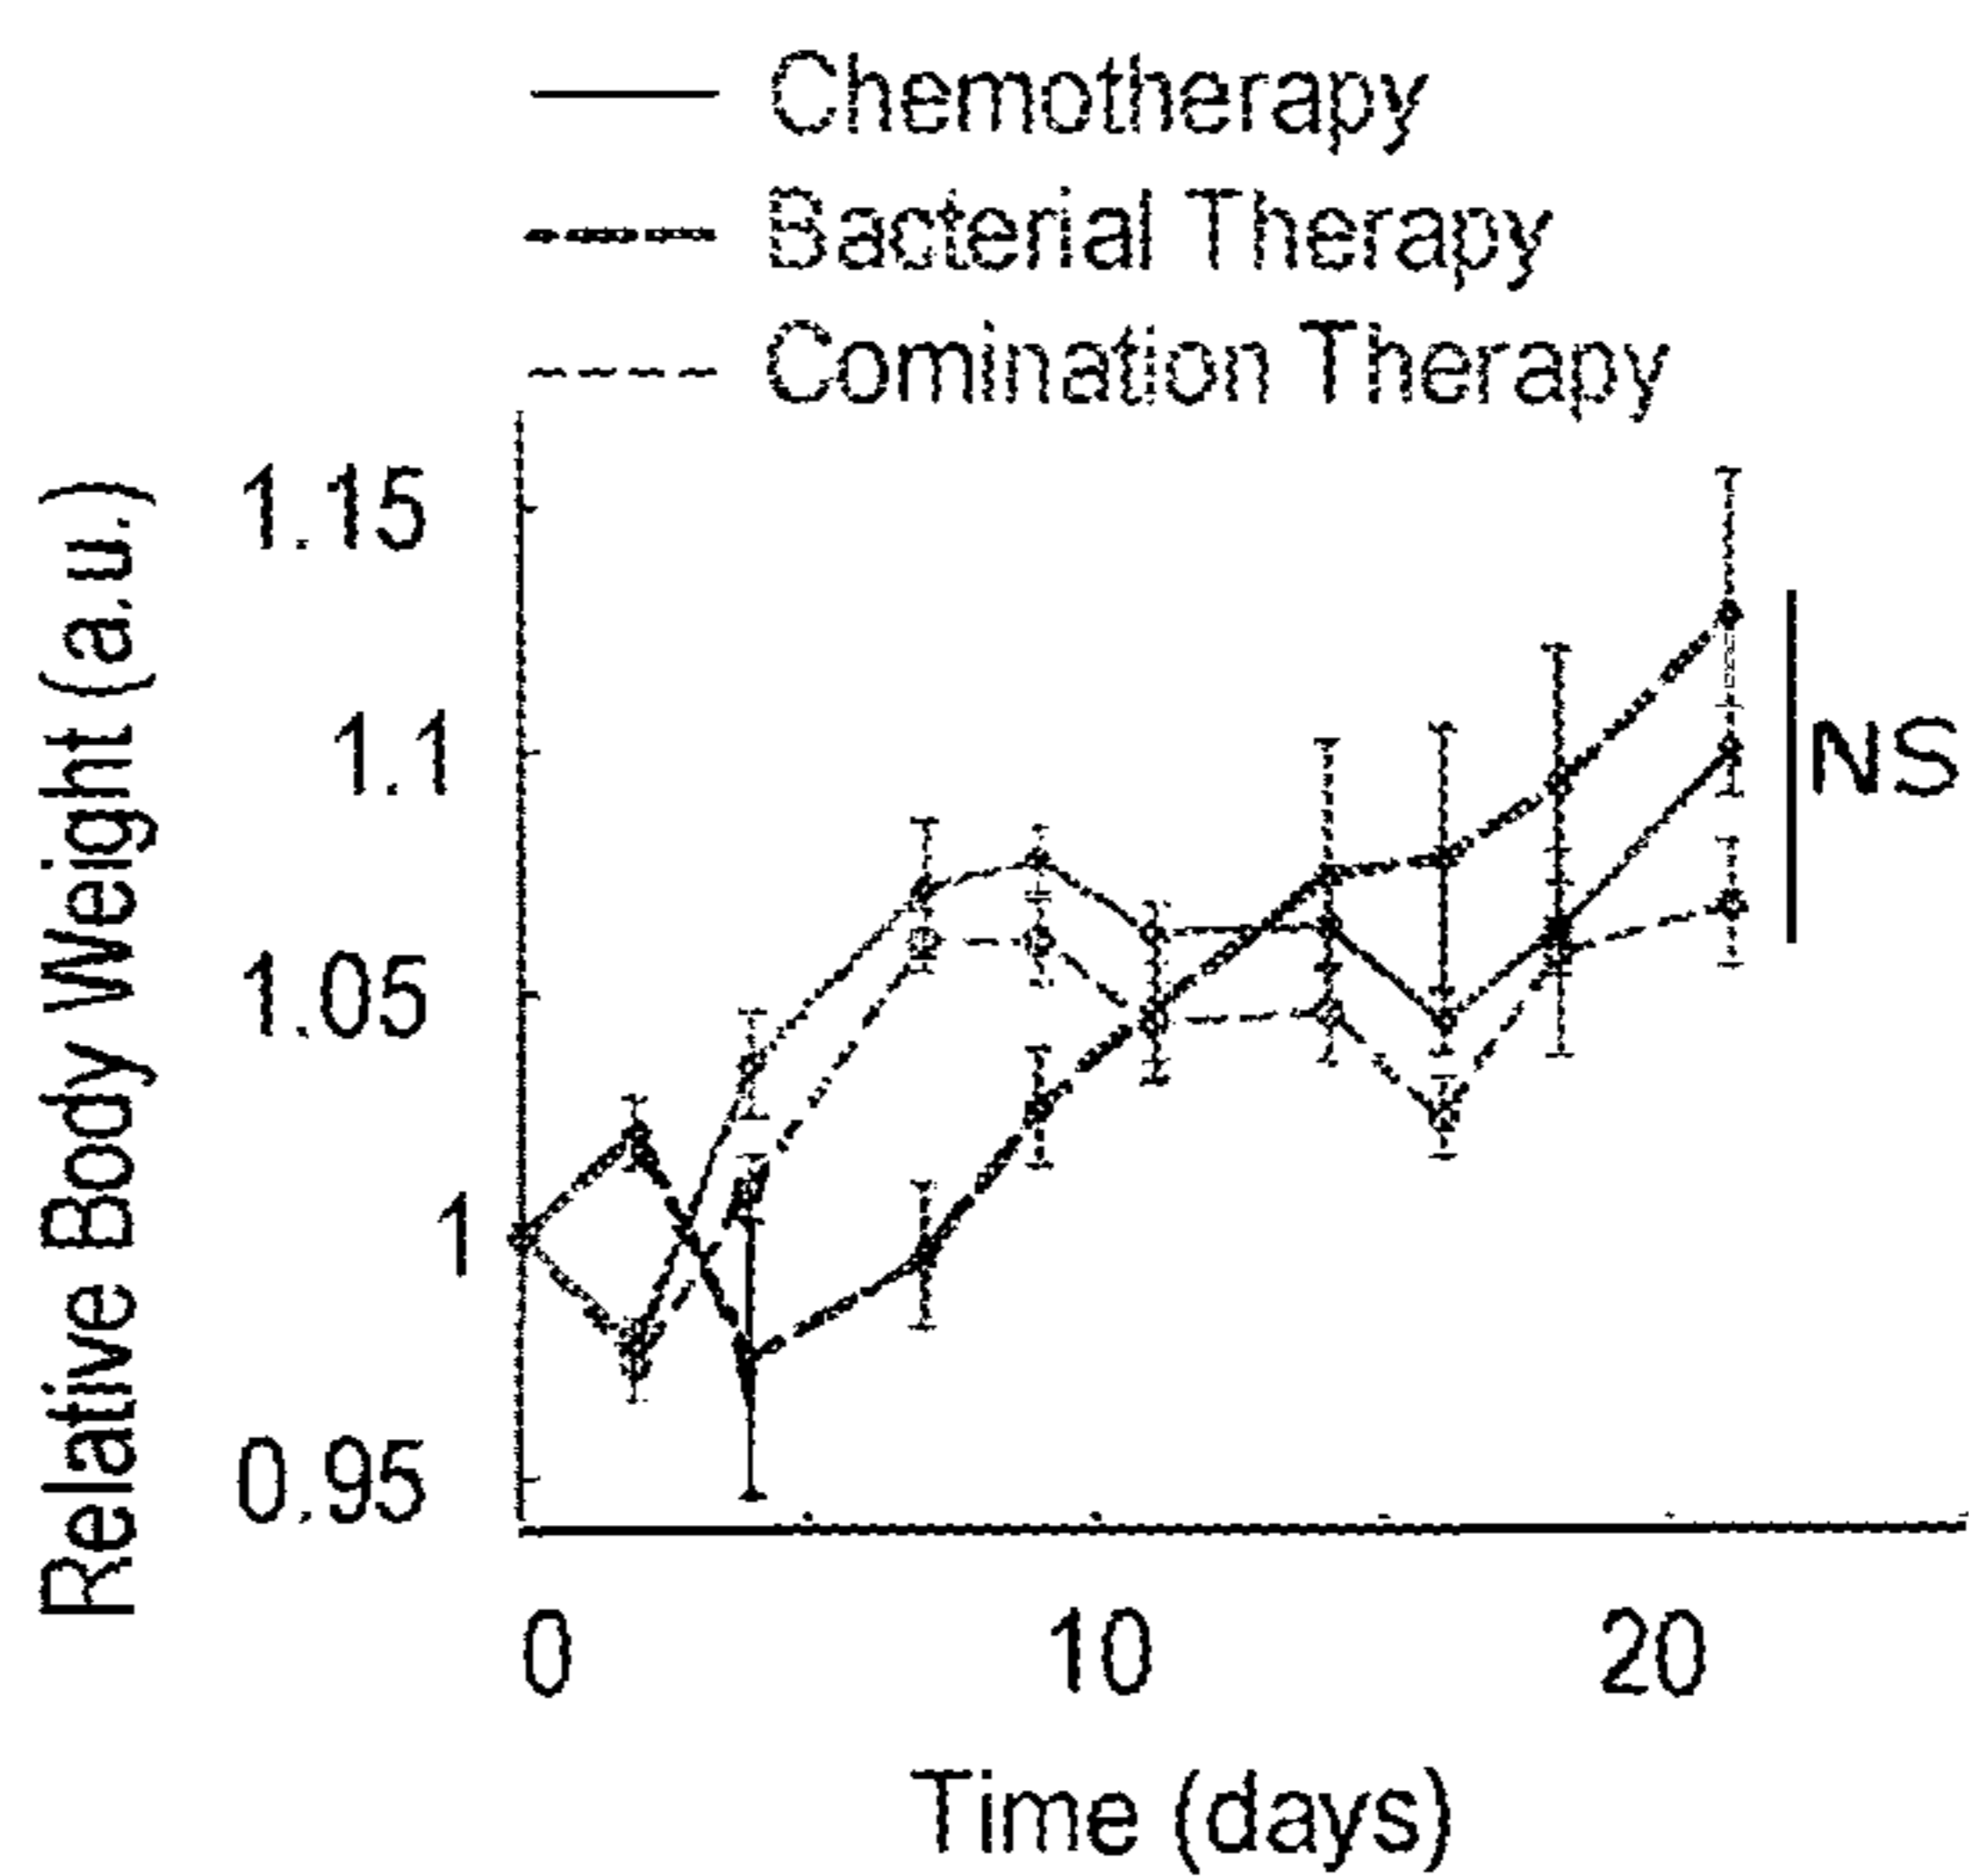 Chemotherapy
Bacterial Therapy
Comination Therapy
Relative Body Weight (a.u.)
1.15
1.1
1.05
1
0.95
NS
0 10 20
Time (days)